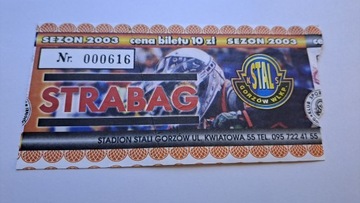 SEZON - 2003 cena biletu 10 zł SEZON - 2003
Nr. 000616
STRABAG
K STAL S
GORZÓW WLKP.
STADION STALI GORZÓW UL. KWIATOWA 55 TEL. 095 722 41 55